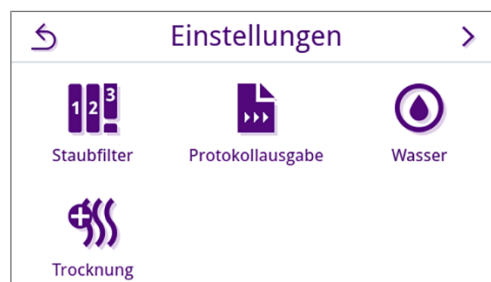 Einstellungen
1 2 3
Staubfilter Protokollausgabe Wasser
Trocknung